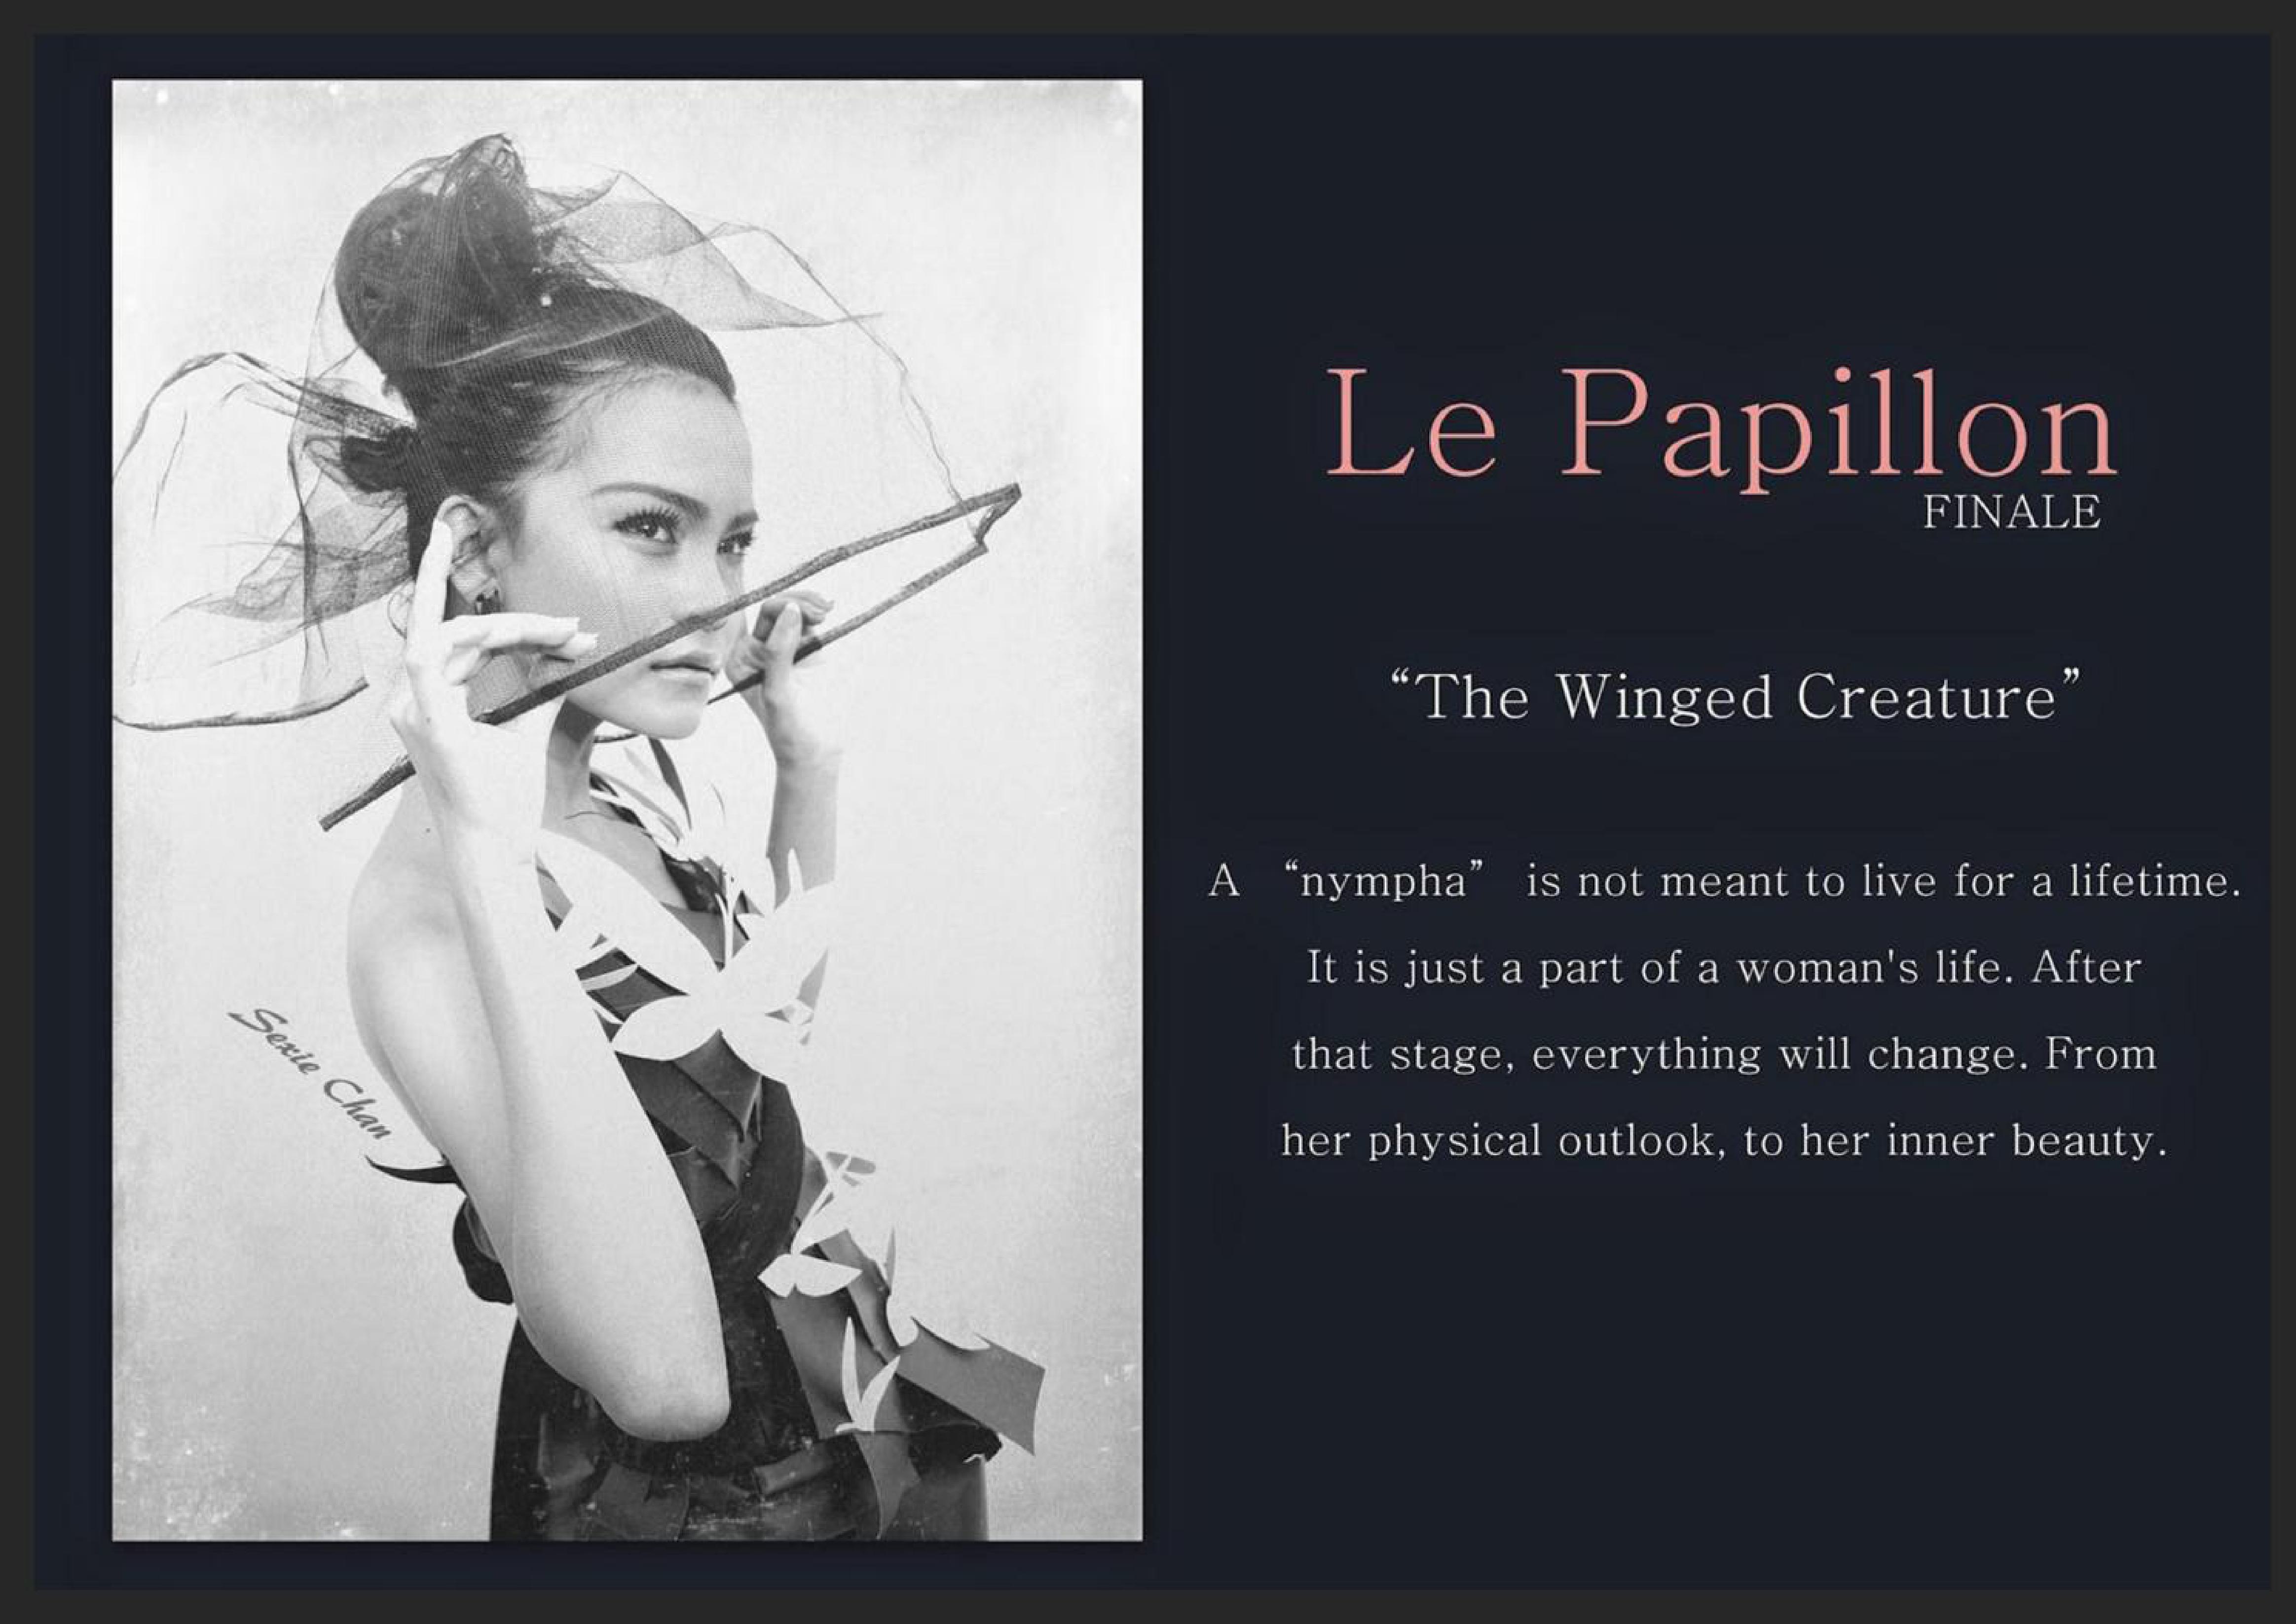 Le Papillon
FINALE
“The Winged Creature”
A “nympha” is not meant to live for a lifetime.
It is just a part of a woman's life. After
that stage, everything will change. From
her physical outlook, to her inner beauty.
Sexie Chan